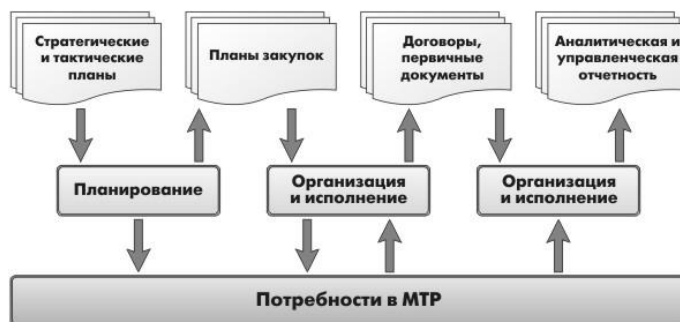 Стратегические
и тактические
планы
Планы закупок
Договоры,
первичные
документы
Аналитическая и
управленческая
отчетность
Планирование
Организация
и исполнение
Организация
и исполнение
Потребности в МТР